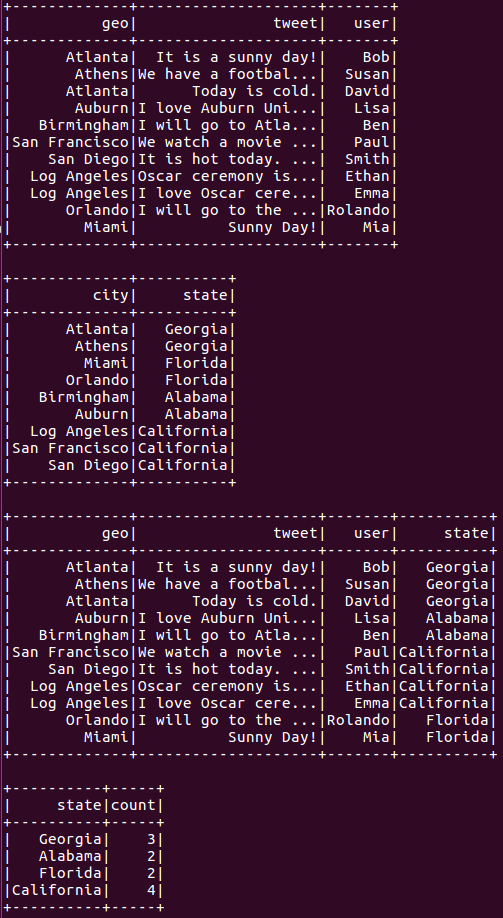 +-------------+--------------------+-------+
|          geo|               tweet|   user|
+-------------+--------------------+-------+
|      Atlanta|  It is a sunny day!|    Bob|
|       Athens|We have a footbal...|  Susan|
|      Atlanta|      Today is cold.|  David|
|       Auburn|I love Auburn Uni...|   Lisa|
|   Birmingham|I will go to Atla...|    Ben|
|San Francisco|We watch a movie ...|   Paul|
|    San Diego|It is hot today. ...|  Smith|
|  Log Angeles|Oscar ceremony is...|  Ethan|
|  Log Angeles|I love Oscar cere...|   Emma|
|      Orlando|I will go to the ...|Rolando|
|        Miami|          Sunny Day!|    Mia|
+-------------+--------------------+-------+
+-------------+----------+
|         city|     state|
+-------------+----------+
|      Atlanta|   Georgia|
|       Athens|   Georgia|
|        Miami|   Florida|
|      Orlando|   Florida|
|   Birmingham|   Alabama|
|       Auburn|   Alabama|
|  Log Angeles|California|
|San Francisco|California|
|    San Diego|California|
+-------------+----------+
+-------------+--------------------+-------+----------+
|          geo|               tweet|   user|     state|
+-------------+--------------------+-------+----------+
|      Atlanta|  It is a sunny day!|    Bob|   Georgia|
|       Athens|We have a footbal...|  Susan|   Georgia|
|      Atlanta|      Today is cold.|  David|   Georgia|
|       Auburn|I love Auburn Uni...|   Lisa|   Alabama|
|   Birmingham|I will go to Atla...|    Ben|   Alabama|
|San Francisco|We watch a movie ...|   Paul|California|
|    San Diego|It is hot today. ...|  Smith|California|
|  Log Angeles|Oscar ceremony is...|  Ethan|California|
|  Log Angeles|I love Oscar cere...|   Emma|California|
|      Orlando|I will go to the ...|Rolando|   Florida|
|        Miami|          Sunny Day!|    Mia|   Florida|
+-------------+--------------------+-------+----------+
+----------+-----+
|     state|count|
+----------+-----+
|   Georgia|    3|
|   Alabama|    2|
|   Florida|    2|
|California|    4|
+----------+-----+